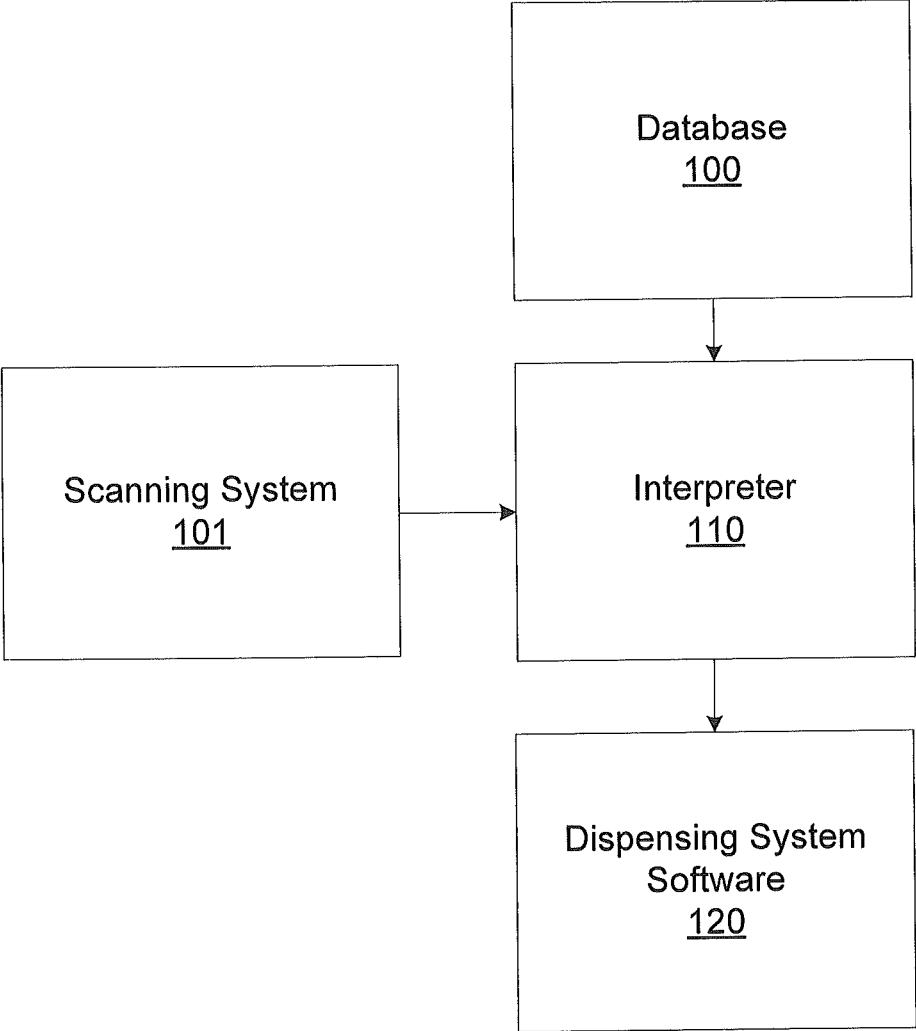 Database
100
Scanning System
101
Interpreter
110
Dispensing System
Software
120